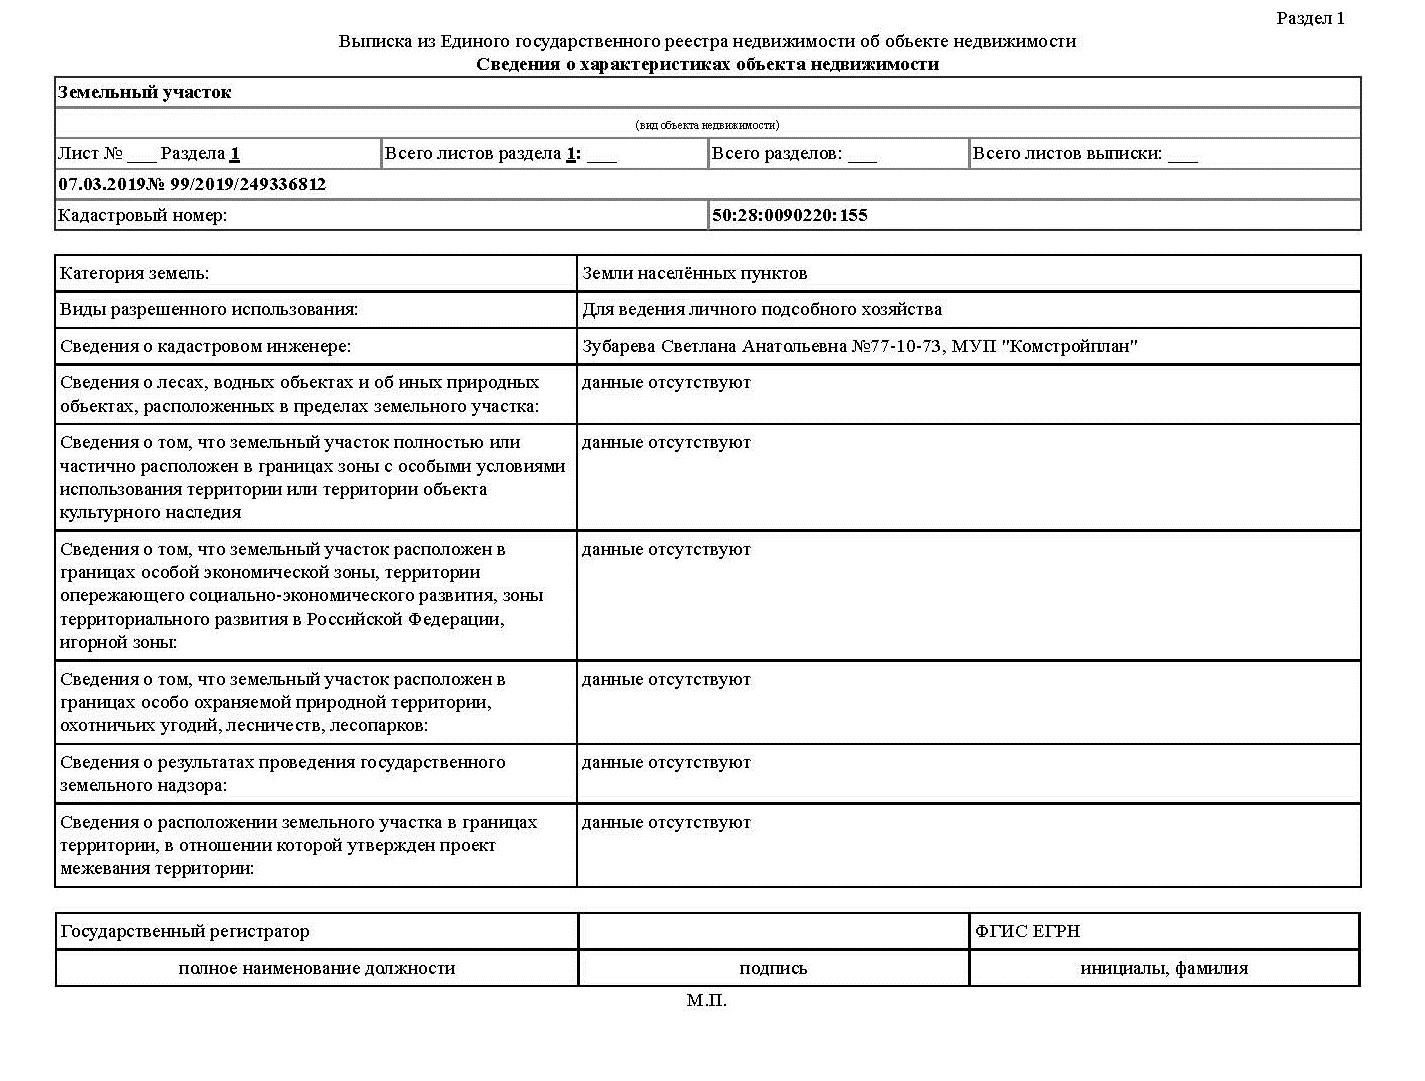 Раздел 1
Выписка из Единого государственного реестра недвижимости об объекте недвижимости
Сведения о характеристиках объекта недвижимости
Земельный участок
(вид объекта недвижимости)
Лист № ___ Раздела 1 Всего листов раздела 1: ___ Всего разделов: ___ Всего листов выписки: ___
07.03.2019№ 99/2019/249336812
Кадастровый номер: 50:28:0090220:155
Категория земель: Земли населённых пунктов
Виды разрешенного использования: Для ведения личного подсобного хозяйства
Сведения о кадастровом инженере: Зубарева Светлана Анатольевна №77-10-73, МУП "Комстройплан"
Сведения о лесах, водных объектах и об иных природных данные отсутствуют
объектах, расположенных в пределах земельного участка:
Сведения о том, что земельный участок полностью или данные отсутствуют
частично расположен в границах зоны с особыми условиями
использования территории или территории объекта
культурного наследия
Сведения о том, что земельный участок расположен в данные отсутствуют
границах особой экономической зоны, территории
опережающего социально-экономического развития, зоны
территориального развития в Российской Федерации,
игорной зоны:
Сведения о том, что земельный участок расположен в данные отсутствуют
границах особо охраняемой природной территории,
охотничьих угодий, лесничеств, лесопарков:
Сведения о результатах проведения государственного данные отсутствуют
земельного надзора:
Сведения о расположении земельного участка в границах данные отсутствуют
территории, в отношении которой утвержден проект
межевания территории:
Государственный регистратор ФГИС ЕГРН
полное наименование должности подпись инициалы, фамилия
М.П.